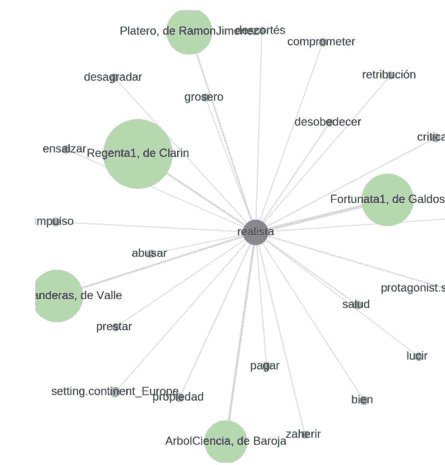 Platero, de RamonJimenez
descortés
comprometer
retribución
desagradar
grosero
desobedecer
critica
ensalzar
Regenta1, de Clarin
Fortunata1, de Galdos
impulso
realista
abusar
protagonist.s
anderas, de Valle
salud
prestar
lucir
pagar
setting.continent_Europe
propiedad
bien
ArbolCiencia, de Baroja
zaherir